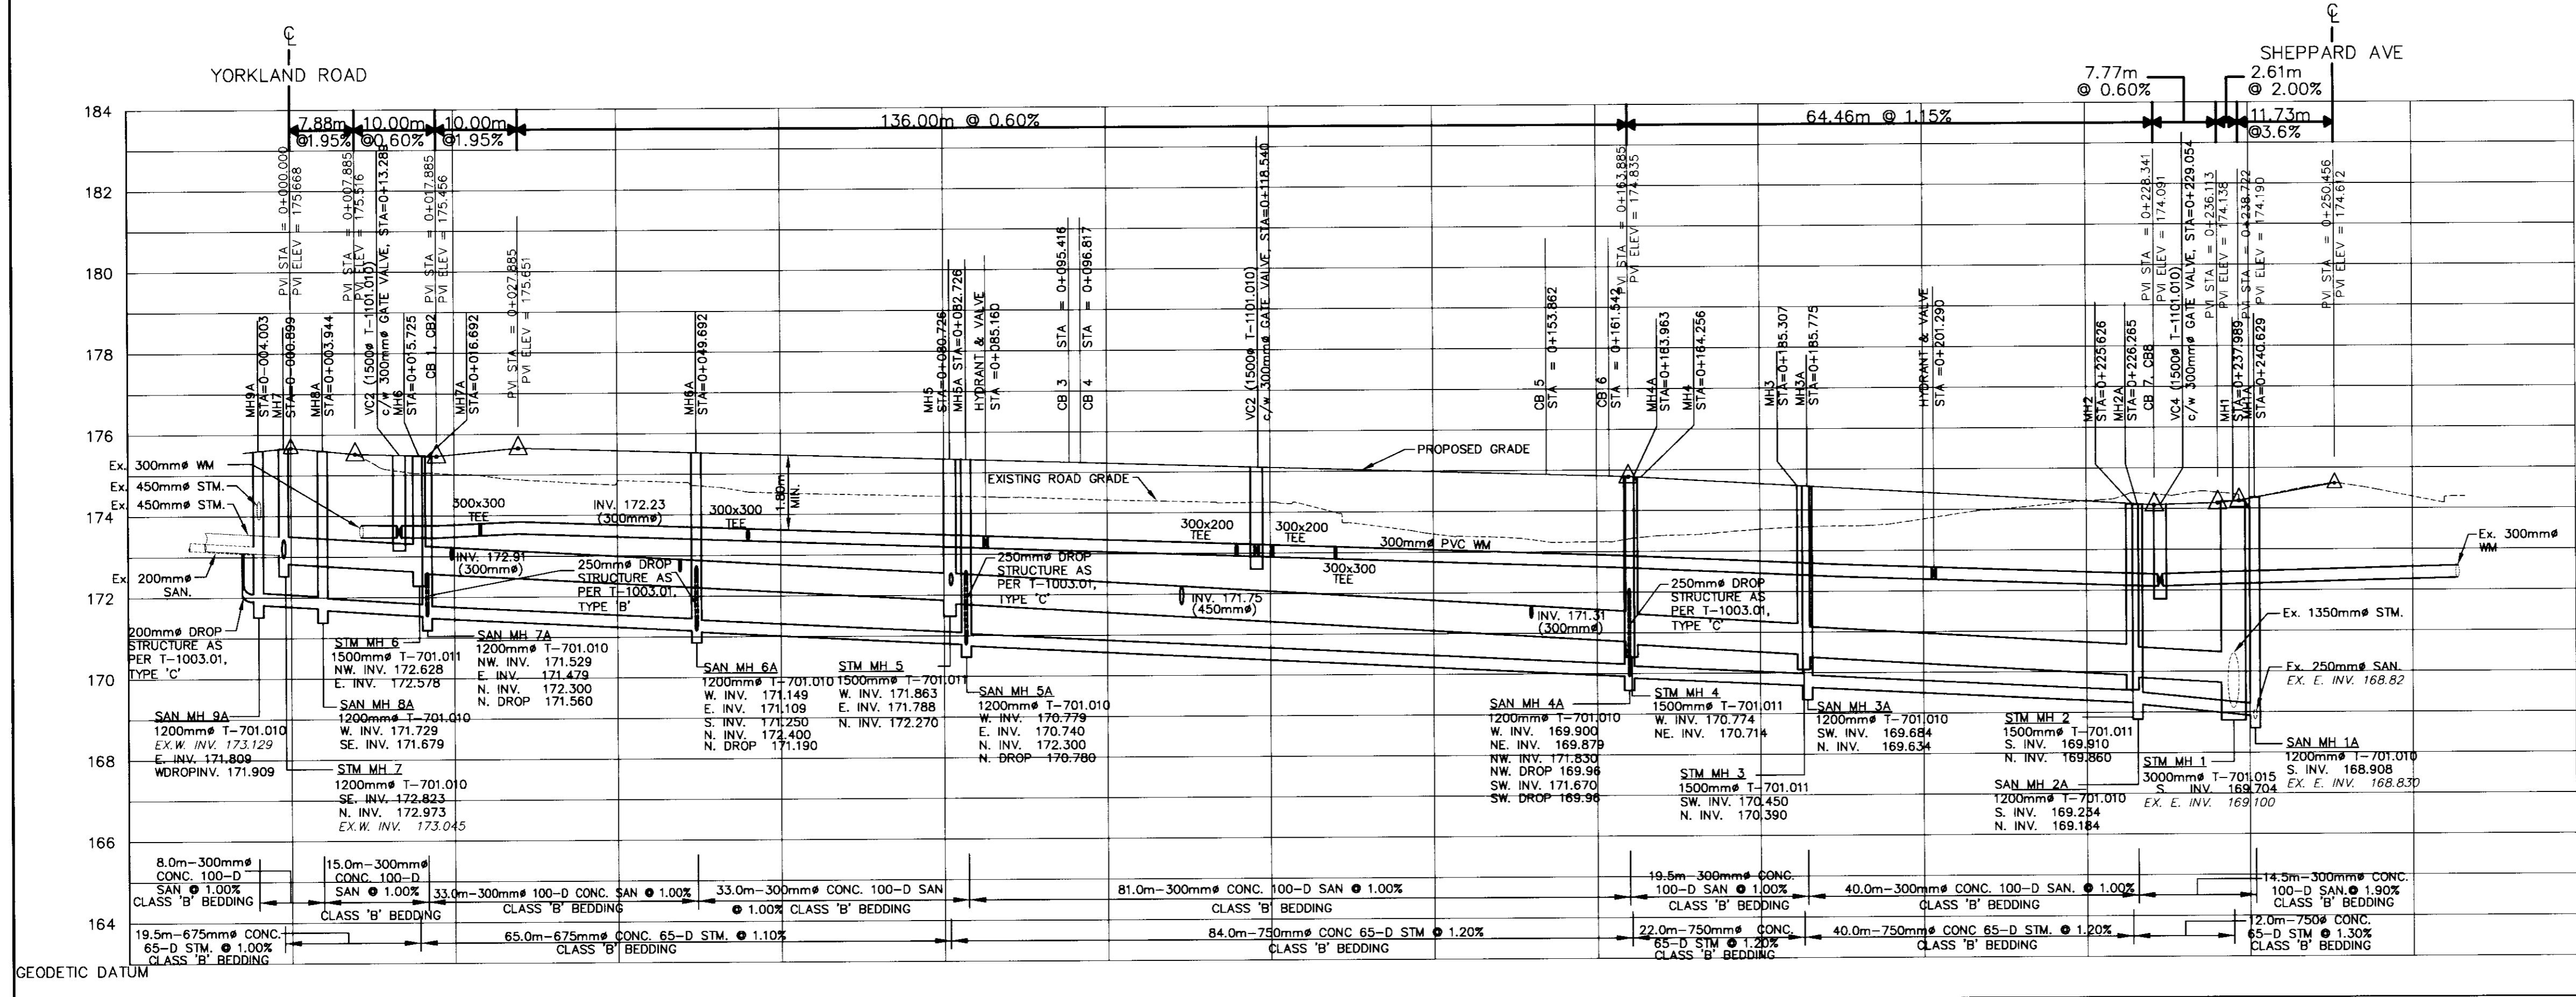 ℄
YORKLAND ROAD
℄
SHEPPARD AVE
7.88m
@1.95%
10.00m
@0.60%
10.00m
@1.95%
136.00m @ 0.60%
64.46m @ 1.15%
7.77m
@ 0.60%
2.61m
@ 2.00%
11.73m
@3.6%
184
182
180
178
176
174
172
170
168
166
164
GEODETIC DATUM
MH9A
STA=0-004.003
MH7
STA=0-000.899
PVI STA = 0+000.000
PVI ELEV = 175.668
MH8A
STA=0+003.944
PVI STA = 0+007.885
PVI ELEV = 175.516
VC2 (1500ø T-1101.010)
c/w 300mmø GATE VALVE, STA=0+13.289
MH6
STA=0+015.725
CB 1, CB2
PVI STA = 0+017.885
PVI ELEV = 175.456
MH7A
STA=0+016.692
PVI STA = 0+027.885
PVI ELEV = 175.651
MH6A
STA=0+049.692
MH5
STA=0+080.726
MH5A STA=0+082.726
HYDRANT & VALVE
STA =0+085.160
CB 3 STA = 0+095.416
CB 4 STA = 0+096.817
VC2 (1500ø T-1101.010)
c/w 300mmø GATE VALVE, STA=0+118.540
CB 5
STA = 0+153.862
CB 6
STA = 0+161.542
PVI STA = 0+163.885
PVI ELEV = 174.835
MH4A
STA=0+163.963
MH4
STA=0+164.256
MH3
STA=0+185.307
MH3A
STA=0+185.775
HYDRANT & VALVE
STA =0+201.290
MH2
STA=0+225.626
MH2A
STA=0+226.265
CB 7, CB8
PVI STA = 0+228.341
PVI ELEV = 174.091
VC4 (1500ø T-1101.010)
c/w 300mmø GATE VALVE, STA=0+229.054
PVI STA = 0+236.113
PVI ELEV = 174.138
MH1
STA=0+237.989
PVI STA = 0+238.722
PVI ELEV = 174.190
MH1A
STA=0+240.629
PVI STA = 0+250.456
PVI ELEV = 174.612
Ex. 300mmø WM
Ex. 450mmø STM.
Ex. 450mmø STM.
Ex. 200mmø
SAN.
200mmø DROP
STRUCTURE AS
PER T-1003.01,
TYPE 'C'
300x300
TEE
INV. 172.91
(300mmø)
INV. 172.23
(300mmø)
250mmø DROP
STRUCTURE AS
PER T-1003.01,
TYPE 'B'
300x300
TEE
1.80m
MIN.
EXISTING ROAD GRADE
PROPOSED GRADE
250mmø DROP
STRUCTURE AS
PER T-1003.01,
TYPE 'C'
300x200
TEE
300x200
TEE
300x300
TEE
300mmø PVC WM
INV. 171.75
(450mmø)
INV. 171.31
(300mmø)
250mmø DROP
STRUCTURE AS
PER T-1003.01,
TYPE 'C'
Ex. 300mmø
WM
Ex. 1350mmø STM.
Ex. 250mmø SAN.
EX. E. INV. 168.82
SAN MH 9A
1200mmø T-701.010
EX.W. INV. 173.129
E. INV. 171.809
WDROPINV. 171.909
STM MH 6
1500mmø T-701.011
NW. INV. 172.628
E. INV. 172.578
SAN MH 8A
1200mmø T-701.010
W. INV. 171.729
SE. INV. 171.679
STM MH 7
1200mmø T-701.010
SE. INV. 172.823
N. INV. 172.973
EX.W. INV. 173.045
SAN MH 7A
1200mmø T-701.010
NW. INV. 171.529
E. INV. 171.479
N. INV. 172.300
N. DROP 171.560
SAN MH 6A
1200mmø T-701.010
W. INV. 171.149
E. INV. 171.109
S. INV. 171.250
N. INV. 172.400
N. DROP 171.190
STM MH 5
1500mmø T-701.011
W. INV. 171.863
E. INV. 171.788
N. INV. 172.270
SAN MH 5A
1200mmø T-701.010
W. INV. 170.779
E. INV. 170.740
N. INV. 172.300
N. DROP 170.780
SAN MH 4A
1200mmø T-701.010
W. INV. 169.900
NE. INV. 169.879
NW. INV. 171.830
NW. DROP 169.96
SW. INV. 171.670
SW. DROP 169.96
STM MH 4
1500mmø T-701.011
W. INV. 170.774
NE. INV. 170.714
STM MH 3
1500mmø T-701.011
SW. INV. 170.450
N. INV. 170.390
SAN MH 3A
1200mmø T-701.010
SW. INV. 169.684
N. INV. 169.634
STM MH 2
1500mmø T-701.011
S. INV. 169.910
N. INV. 169.860
SAN MH 2A
1200mmø T-701.010
S. INV. 169.234
N. INV. 169.184
STM MH 1
3000mmø T-701.015
S. INV. 169.704
EX. E. INV. 169.100
SAN MH 1A
1200mmø T-701.010
S. INV. 168.908
EX. E. INV. 168.830
8.0m-300mmø
CONC. 100-D
SAN @ 1.00%
CLASS 'B' BEDDING
15.0m-300mmø
CONC. 100-D
SAN @ 1.00%
CLASS 'B' BEDDING
33.0m-300mmø 100-D CONC. SAN @ 1.00%
CLASS 'B' BEDDING
33.0m-300mmø CONC. 100-D SAN
@ 1.00% CLASS 'B' BEDDING
81.0m-300mmø CONC. 100-D SAN @ 1.00%
CLASS 'B' BEDDING
19.5m-300mmø CONC.
100-D SAN @ 1.00%
CLASS 'B' BEDDING
40.0m-300mmø CONC. 100-D SAN. @ 1.00%
CLASS 'B' BEDDING
14.5m-300mmø CONC.
100-D SAN.@ 1.90%
CLASS 'B' BEDDING
19.5m-675mmø CONC.
65-D STM. @ 1.00%
CLASS 'B' BEDDING
65.0m-675mmø CONC. 65-D STM. @ 1.10%
CLASS 'B' BEDDING
84.0m-750mmø CONC 65-D STM @ 1.20%
CLASS 'B' BEDDING
22.0m-750mmø CONC.
65-D STM @ 1.20%
CLASS 'B' BEDDING
40.0m-750mmø CONC 65-D STM. @ 1.20%
CLASS 'B' BEDDING
12.0m-750ø CONC.
65-D STM @ 1.30%
CLASS 'B' BEDDING